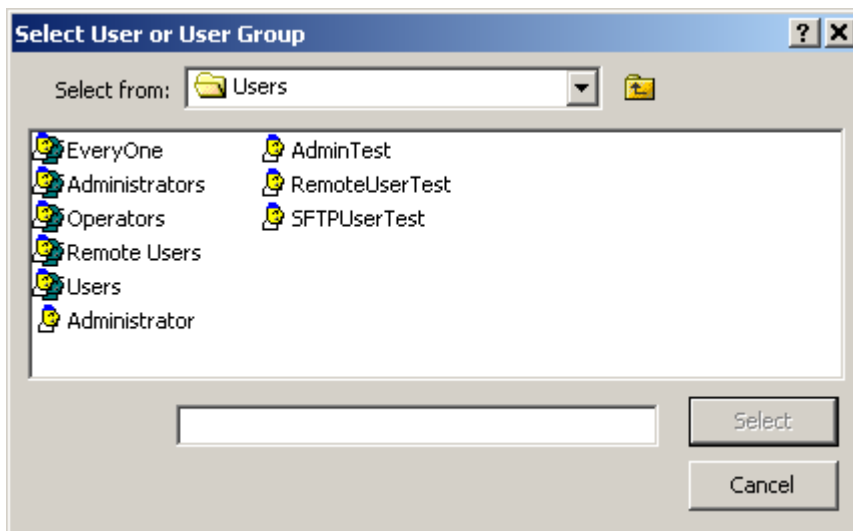 Select User or User Group
Select from: Users
EveryOne
Administrators
Operators
Remote Users
Users
Administrator
AdminTest
RemoteUserTest
SFTPUserTest
Select
Cancel